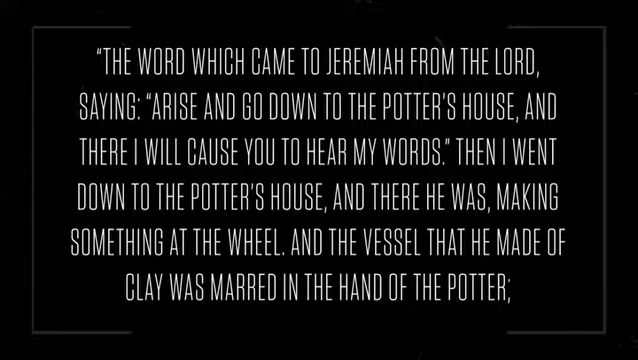 “THE WORD WHICH CAME TO JEREMIAH FROM THE LORD,
SAYING: “ARISE AND GO DOWN TO THE POTTER’S HOUSE, AND
THERE I WILL CAUSE YOU TO HEAR MY WORDS.” THEN I WENT
DOWN TO THE POTTER’S HOUSE, AND THERE HE WAS, MAKING
SOMETHING AT THE WHEEL. AND THE VESSEL THAT HE MADE OF
CLAY WAS MARRED IN THE HAND OF THE POTTER;